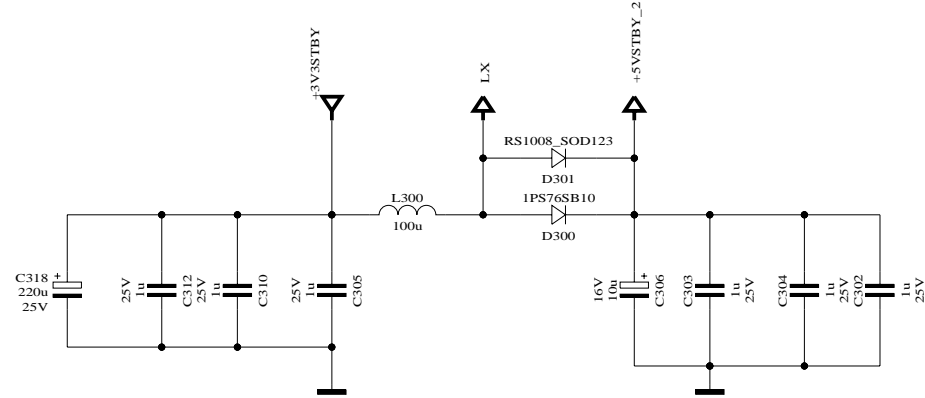 +3V3STBY
LX
+5VSTBY_2
RS1008_SOD123
D301
L300
100u
1PS76SB10
D300
C318
+
220u
25V
25V
1u
C312
25V
1u
C310
25V
1u
C305
16V
10u
+
C306
C303
1u
25V
C304
1u
25V
C302
1u
25V